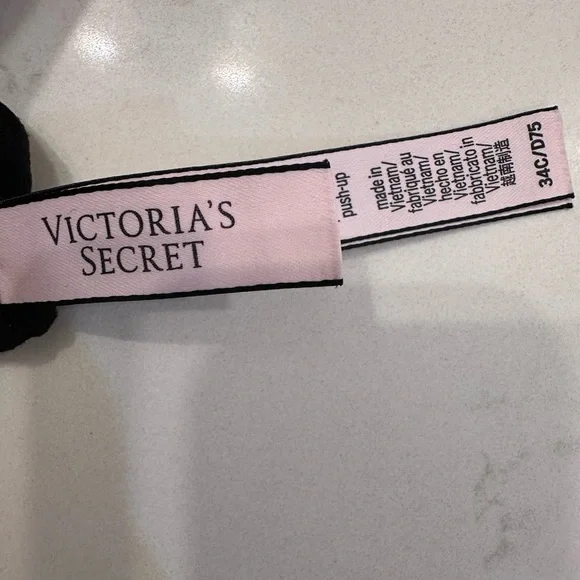 VICTORIA'S
SECRET
push-up
made in
Vietnam/
fabriqué au
Vietnam/
hecho en
Vietnam/
fabbricato in
Vietnam/
越南制造
34C/D75